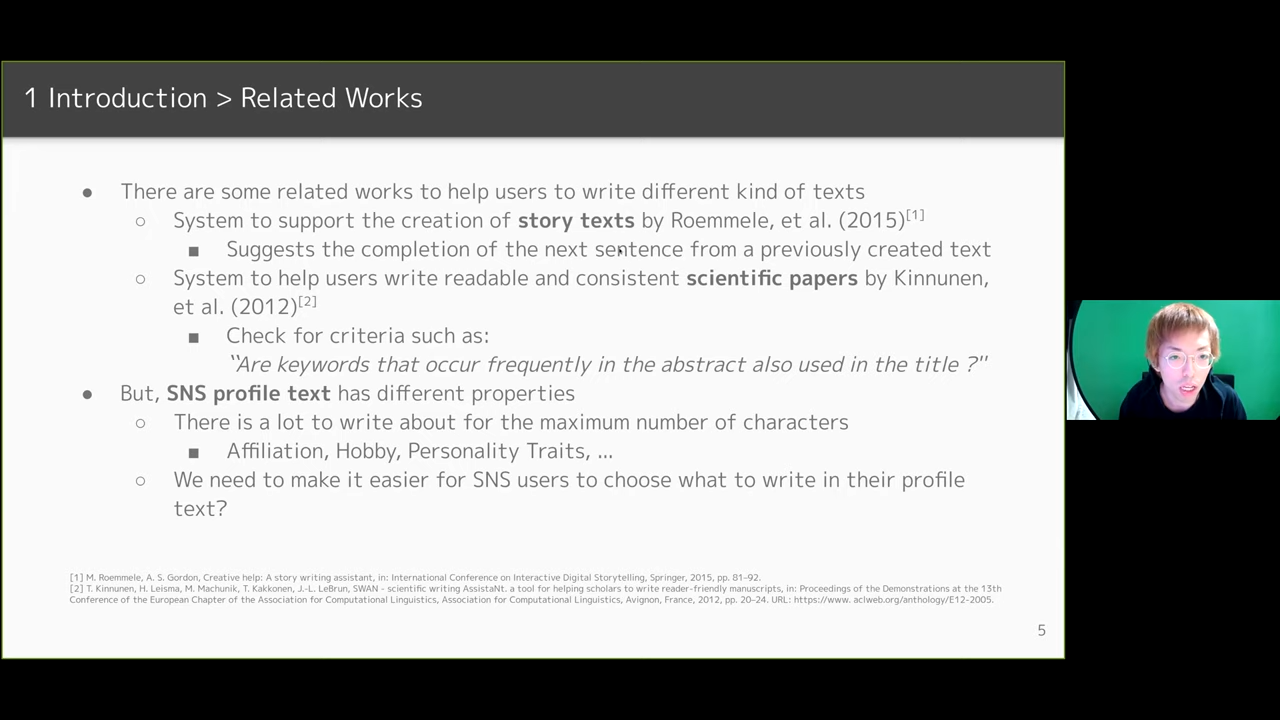 1 Introduction > Related Works
● There are some related works to help users to write different kind of texts
○ System to support the creation of story texts by Roemmele, et al. (2015)[1]
■ Suggests the completion of the next sentence from a previously created text
○ System to help users write readable and consistent scientific papers by Kinnunen,
et al. (2012)[2]
■ Check for criteria such as:
"Are keywords that occur frequently in the abstract also used in the title ?"
● But, SNS profile text has different properties
○ There is a lot to write about for the maximum number of characters
■ Affiliation, Hobby, Personality Traits, ...
○ We need to make it easier for SNS users to choose what to write in their profile
text?
[1] M. Roemmele, A. S. Gordon, Creative help: A story writing assistant, in: International Conference on Interactive Digital Storytelling, Springer, 2015, pp. 81–92.
[2] T. Kinnunen, H. Leisma, M. Machunik, T. Kakkonen, J.-L. LeBrun, SWAN - scientific writing AssistaNt. a tool for helping scholars to write reader-friendly manuscripts, in: Proceedings of the Demonstrations at the 13th
Conference of the European Chapter of the Association for Computational Linguistics, Association for Computational Linguistics, Avignon, France, 2012, pp. 20–24. URL: https://www. aclweb.org/anthology/E12-2005.
5